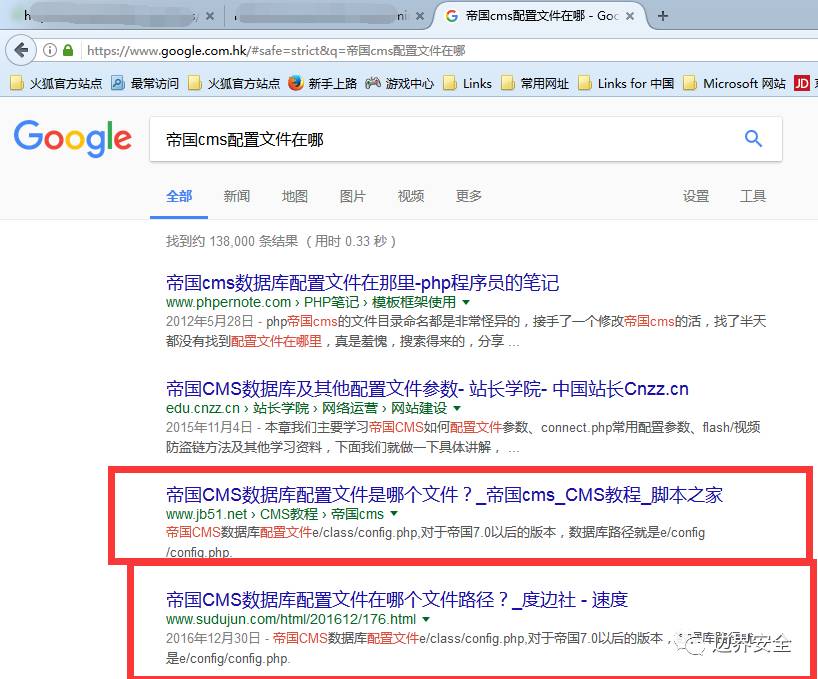 帝国cms配置文件在哪 - Goo
https://www.google.com.hk/#safe=strict&q=帝国cms配置文件在哪
火狐官方站点 最常访问 火狐官方站点 新手上路 游戏中心 Links 常用网址 Links for 中国 Microsoft 网站 JD
Google
帝国cms配置文件在哪
全部 新闻 地图 图片 视频 更多 设置 工具
找到约 138,000 条结果 （用时 0.33 秒）
帝国cms数据库配置文件在那里-php程序员的笔记
www.phpernote.com › PHP笔记 › 模板框架使用
2012年5月28日 - php帝国cms的文件目录命名都是非常怪异的，接手了一个修改帝国cms的活，找了半天
都没有找到配置文件在哪里，真是羞愧，搜索得来的，分享 ...
帝国CMS数据库及其他配置文件参数- 站长学院- 中国站长Cnzz.cn
edu.cnzz.cn › 站长学院 › 网络运营 › 网站建设
2015年11月4日 - 本章我们主要学习帝国CMS如何配置文件参数、connect.php常用配置参数、flash/视频
防盗链方法及其他学习资料，下面我们就做一下具体讲解， ...
帝国CMS数据库配置文件是哪个文件？_帝国cms_CMS教程_脚本之家
www.jb51.net › CMS教程 › 帝国cms
帝国CMS数据库配置文件e/class/config.php,对于帝国7.0以后的版本，数据库路径就是e/config
/config.php.
帝国CMS数据库配置文件在哪个文件路径？_度边社 - 速度
www.sudujun.com/html/201612/176.html
2016年12月30日 - 帝国CMS数据库配置文件e/class/config.php,对于帝国7.0以后的版本，
是e/config/config.php.
边界安全